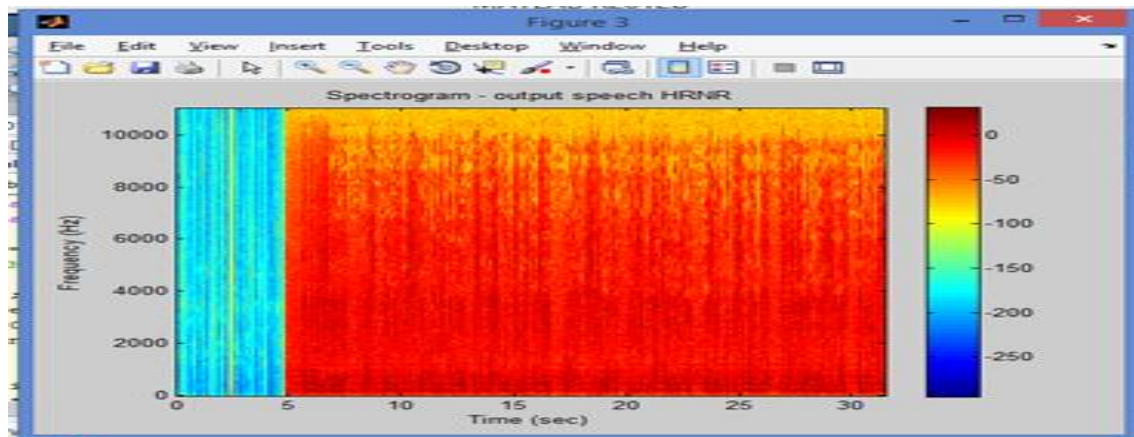 Figure 3
File Edit View Insert Tools Desktop Window Help
Spectrogram - output speech HRNR
Frequency (Hz)
10000
8000
6000
4000
2000
0
0 5 10 15 20 25 30
Time (sec)
0
-50
-100
-150
-200
-250